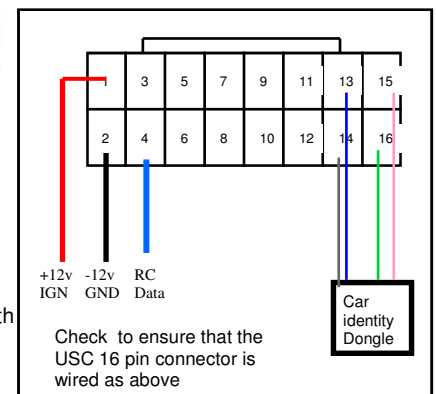 1 3 5 7 9 11 13 15
2 4 6 8 10 12 14 16
+12v -12v RC
IGN GND Data
Car
identity
Dongle
th
Check to ensure that the
USC 16 pin connector is
wired as above